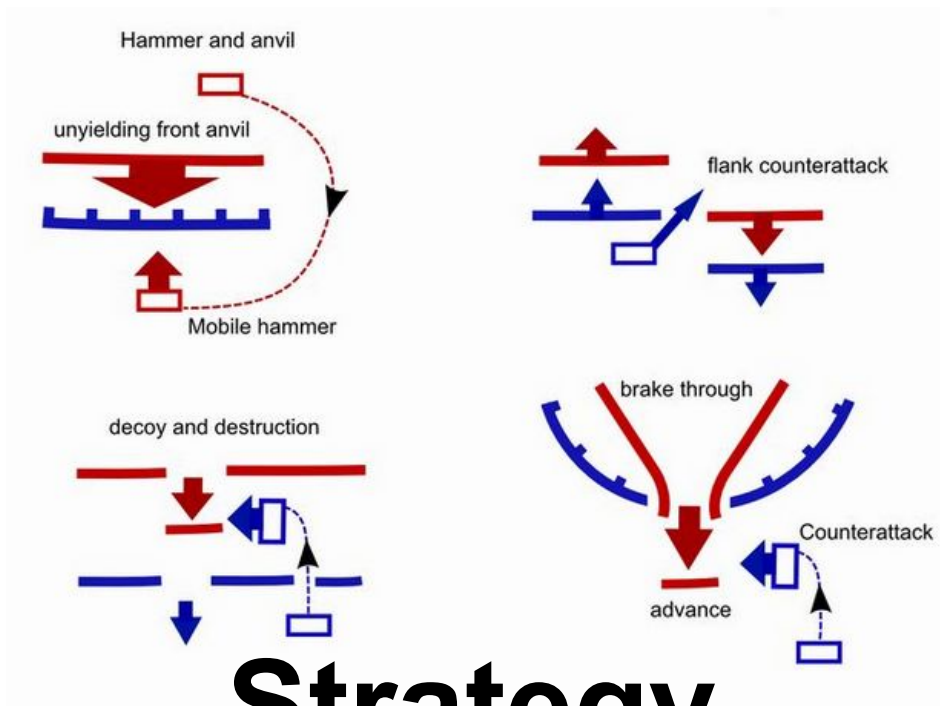 Hammer and anvil
unyielding front anvil
Mobile hammer
flank counterattack
decoy and destruction
brake through
Counterattack
advance
Strategy